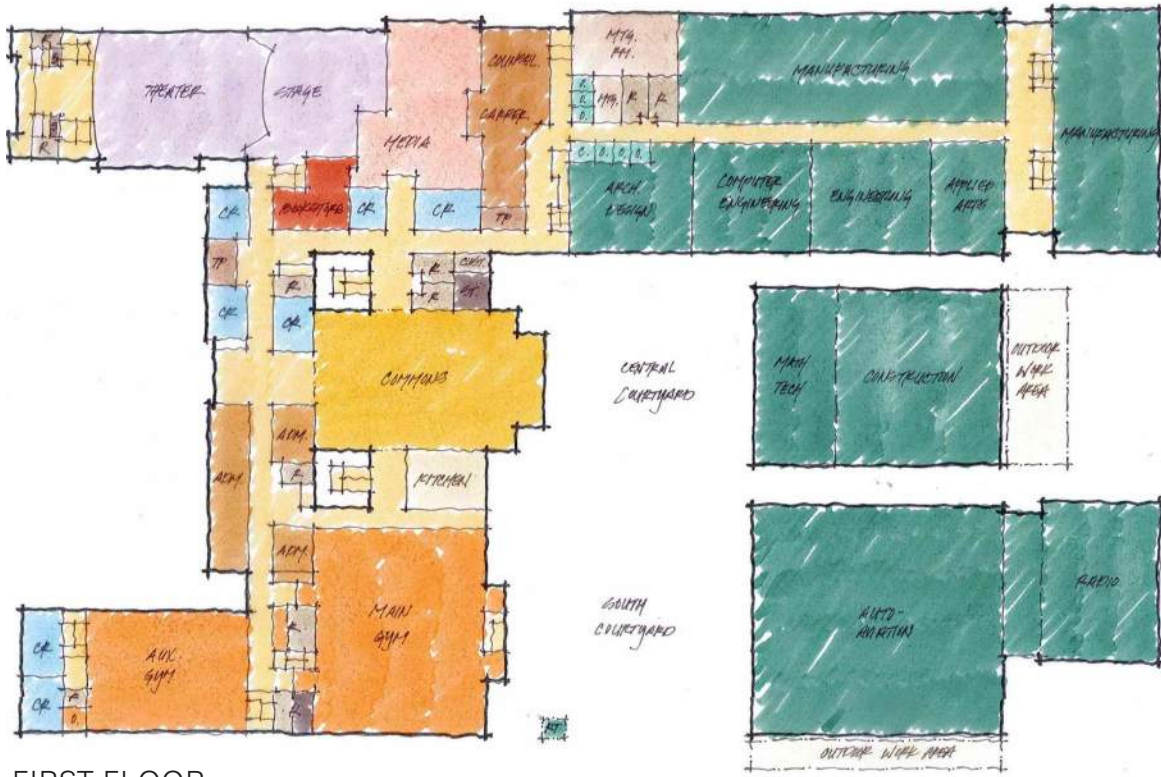 R
THEATER
STAGE
R
MEDIA
COUNSEL.
CAREER
MTG.
RM.
O.
O.
O.
MTG.
R
R
MANUFACTURING
MANUFACTURING
O.
O.
O.
ARCH.
DESIGN
COMPUTER
ENGINEERING
ENGINEERING
APPLIED
ARTS
CR
BOOKSTORE
CR
CR
TP
TP
R
R
R
CR
CR
COMMONS
CENTRAL
COURTYARD
MATH
TECH
CONSTRUCTION
OUTDOOR
WORK
AREA
ADM.
ADM.
R
KITCHEN
ADM.
MAIN
GYM
R
SOUTH
COURTYARD
AUTO-
AVIATION
RADIO
CR
AUX.
GYM
CR
R
O.
OUTDOOR WORK AREA
FIRST FLOOR